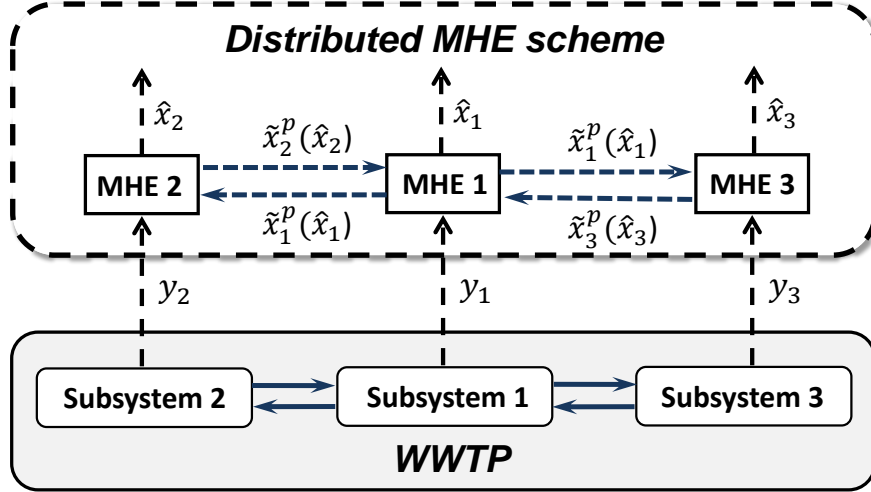 Distributed MHE scheme
x̂₂ x̂₁ x̂₃
x̃₂ᵖ(x̂₂) x̃₁ᵖ(x̂₁)
MHE 2 MHE 1 MHE 3
x̃₁ᵖ(x̂₁) x̃₃ᵖ(x̂₃)
y₂ y₁ y₃
Subsystem 2 Subsystem 1 Subsystem 3
WWTP